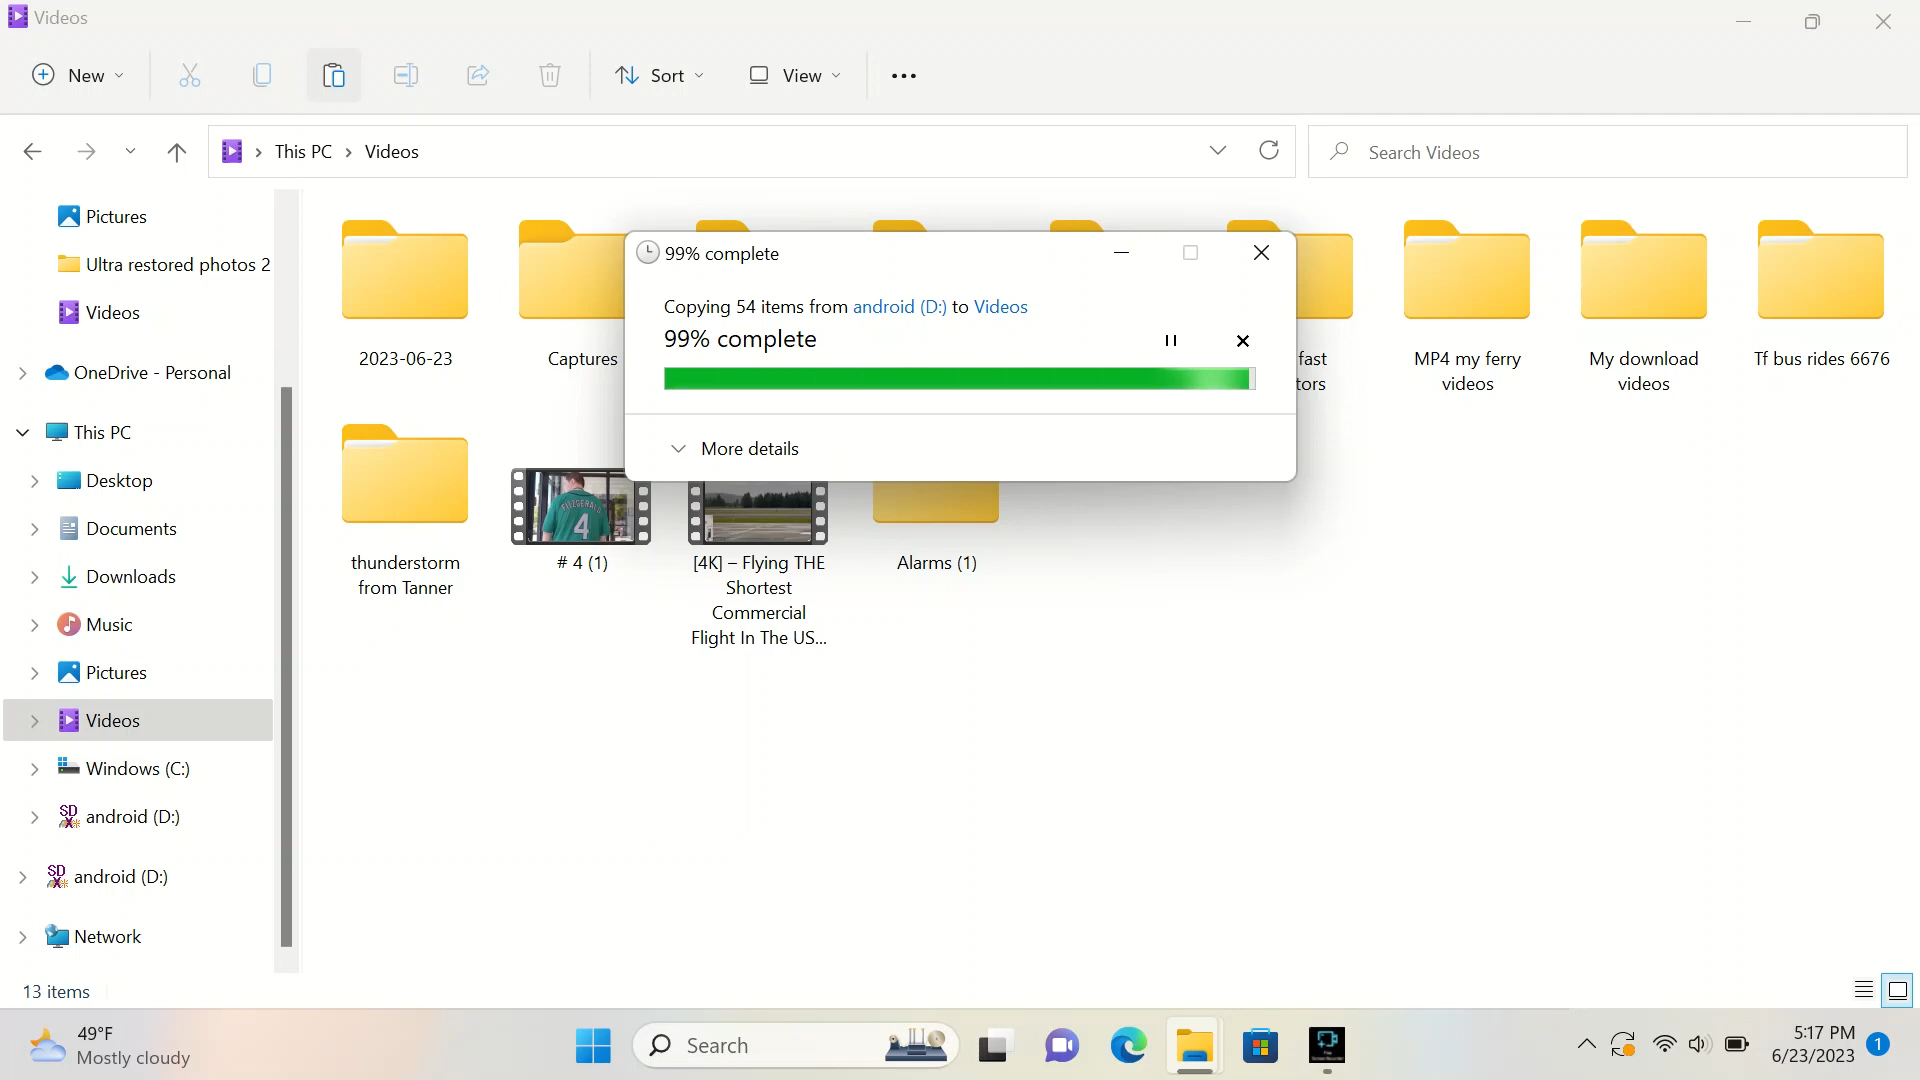 Videos
New
Sort
View
This PC
Videos
Search Videos
Pictures
Ultra restored photos 2
Videos
OneDrive - Personal
This PC
Desktop
Documents
Downloads
Music
Pictures
Videos
Windows (C:)
SD
android (D:)
SD
android (D:)
Network
2023-06-23
Captures
fast
tors
MP4 my ferry
videos
My download
videos
Tf bus rides 6676
99% complete
Copying 54 items from android (D:) to Videos
99% complete
More details
thunderstorm
from Tanner
FITZGERALD
4
# 4 (1)
[4K] – Flying THE
Shortest
Commercial
Flight In The US...
Alarms (1)
13 items
49°F
Mostly cloudy
Search
5:17 PM
6/23/2023
1